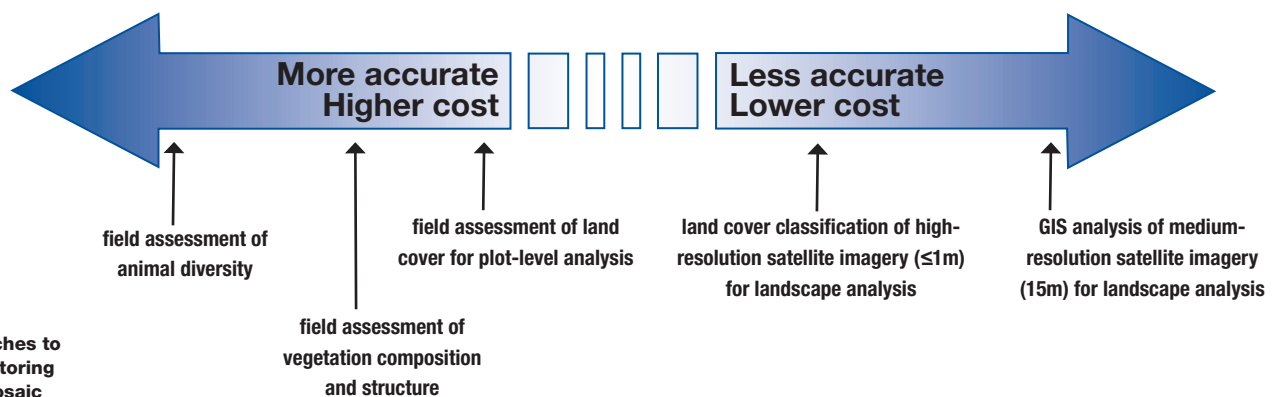 More accurate
Higher cost
Less accurate
Lower cost
field assessment of
animal diversity
field assessment of
vegetation composition
and structure
field assessment of land
cover for plot-level analysis
land cover classification of high-
resolution satellite imagery (≤1m)
for landscape analysis
GIS analysis of medium-
resolution satellite imagery
(15m) for landscape analysis
ches to
toring
osaic